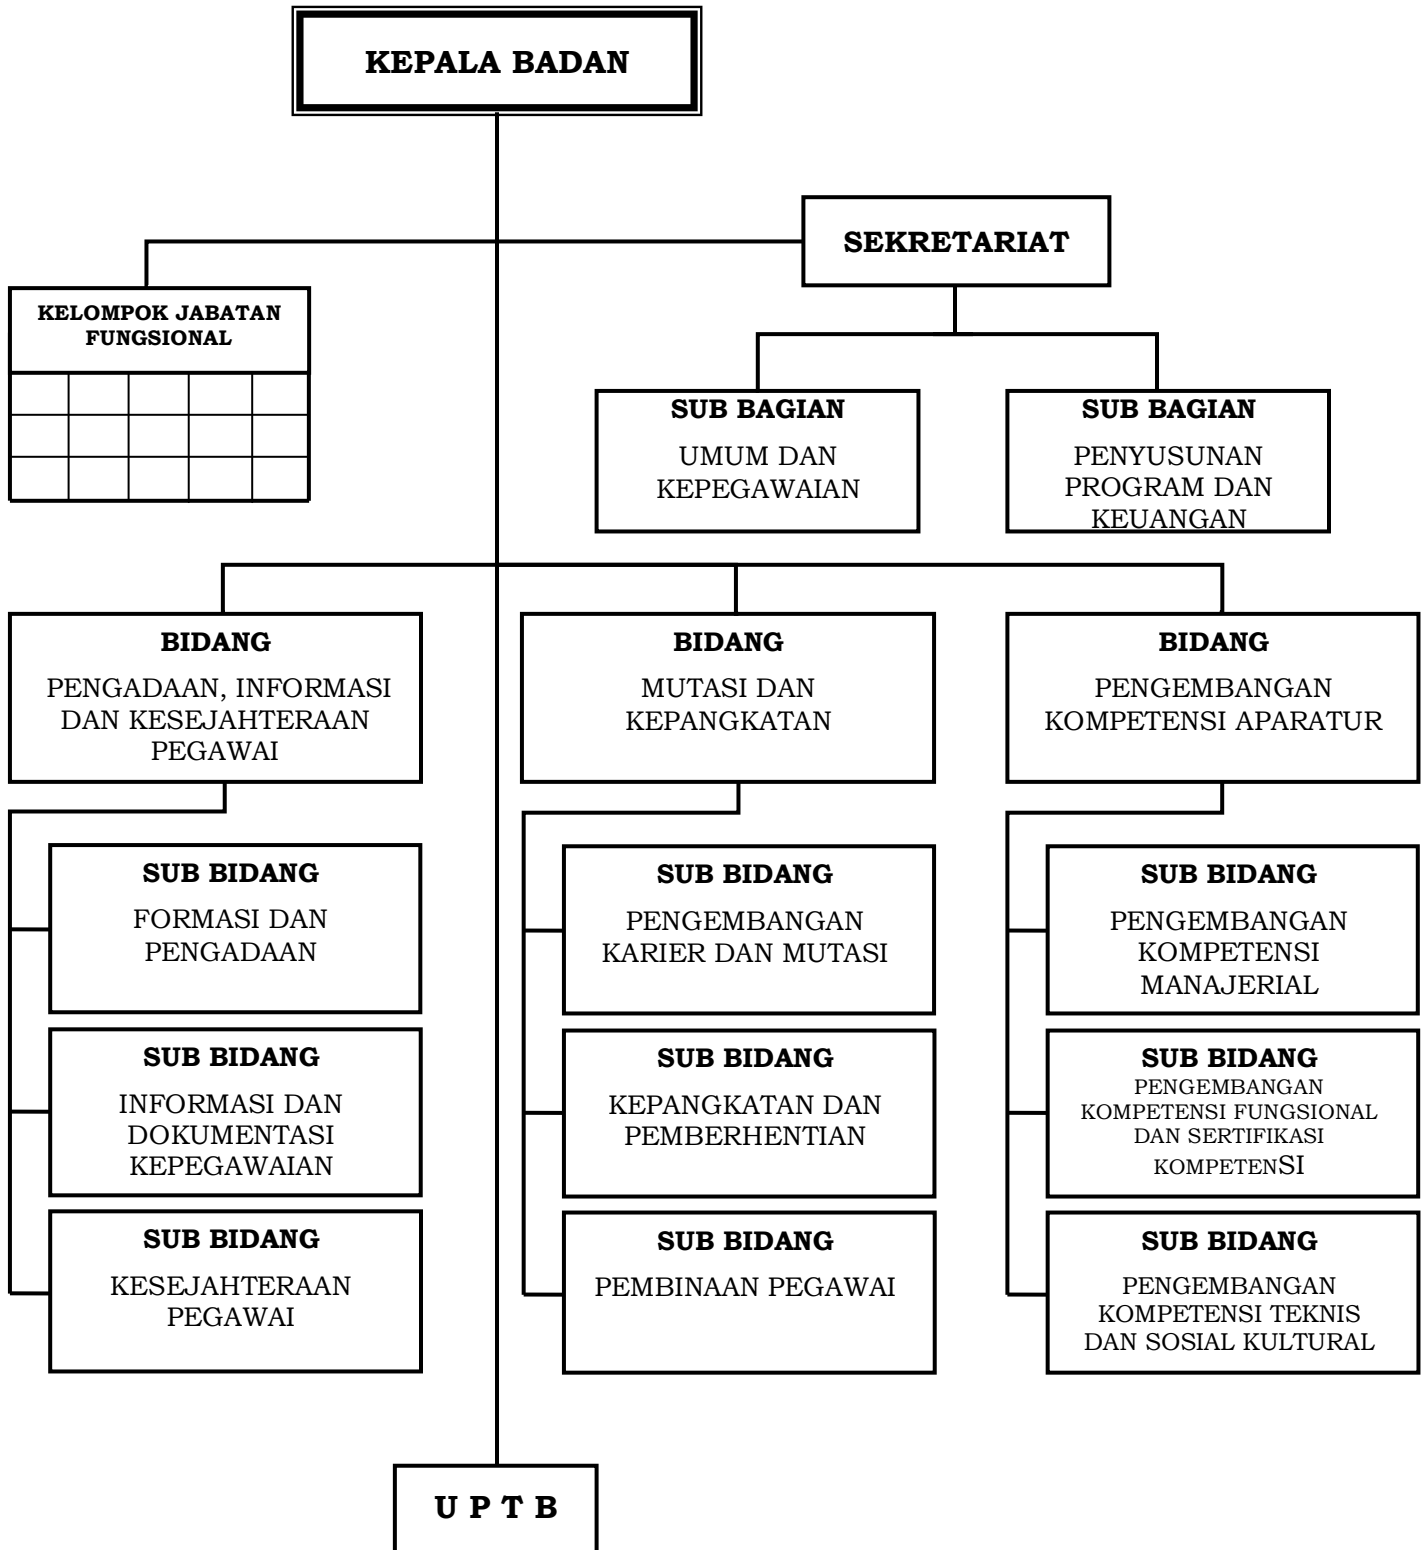 KEPALA BADAN
SEKRETARIAT
KELOMPOK JABATAN
FUNGSIONAL
SUB BAGIAN
UMUM DAN
KEPEGAWAIAN
SUB BAGIAN
PENYUSUNAN
PROGRAM DAN
KEUANGAN
BIDANG
PENGADAAN, INFORMASI
DAN KESEJAHTERAAN
PEGAWAI
BIDANG
MUTASI DAN
KEPANGKATAN
BIDANG
PENGEMBANGAN
KOMPETENSI APARATUR
SUB BIDANG
FORMASI DAN
PENGADAAN
SUB BIDANG
PENGEMBANGAN
KARIER DAN MUTASI
SUB BIDANG
PENGEMBANGAN
KOMPETENSI
MANAJERIAL
SUB BIDANG
INFORMASI DAN
DOKUMENTASI
KEPEGAWAIAN
SUB BIDANG
KEPANGKATAN DAN
PEMBERHENTIAN
SUB BIDANG
PENGEMBANGAN
KOMPETENSI FUNGSIONAL
DAN SERTIFIKASI
KOMPETENSI
SUB BIDANG
KESEJAHTERAAN
PEGAWAI
SUB BIDANG
PEMBINAAN PEGAWAI
SUB BIDANG
PENGEMBANGAN
KOMPETENSI TEKNIS
DAN SOSIAL KULTURAL
U P T B